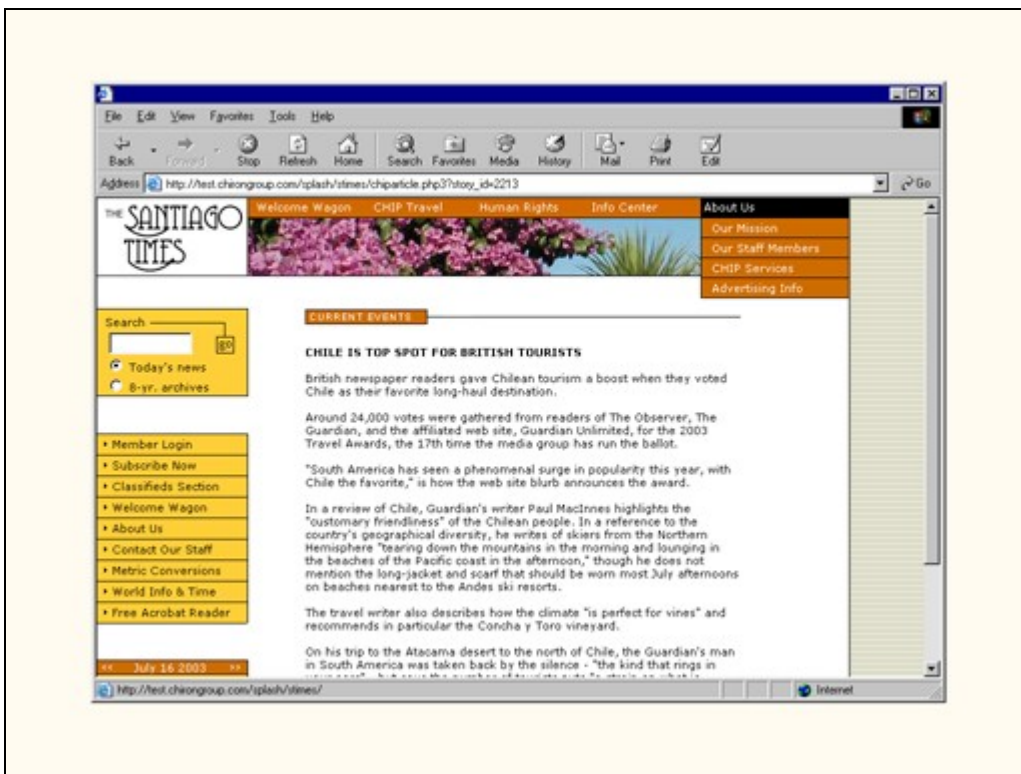 File Edit View Favorites Tools Help
Back Forward Stop Refresh Home Search Favorites Media History Mail Print Edit
Address http://test.chirongroup.com/splash/stimes/chiparticle.php3?story_id=2213 Go
THE SANTIAGO TIMES
Welcome Wagon CHIP Travel Human Rights Info Center About Us
Our Mission
Our Staff Members
CHIP Services
Advertising Info
Search
go
Today's news
8-yr. archives
Member Login
Subscribe Now
Classifieds Section
Welcome Wagon
About Us
Contact Our Staff
Metric Conversions
World Info & Time
Free Acrobat Reader
<< July 16 2003 >>
CURRENT EVENTS
CHILE IS TOP SPOT FOR BRITISH TOURISTS
British newspaper readers gave Chilean tourism a boost when they voted
Chile as their favorite long-haul destination.
Around 24,000 votes were gathered from readers of The Observer, The
Guardian, and the affiliated web site, Guardian Unlimited, for the 2003
Travel Awards, the 17th time the media group has run the ballot.
"South America has seen a phenomenal surge in popularity this year, with
Chile the favorite," is how the web site blurb announces the award.
In a review of Chile, Guardian's writer Paul MacInnes highlights the
"customary friendliness" of the Chilean people. In a reference to the
country's geographical diversity, he writes of skiers from the Northern
Hemisphere "tearing down the mountains in the morning and lounging in
the beaches of the Pacific coast in the afternoon," though he does not
mention the long-jacket and scarf that should be worn most July afternoons
on beaches nearest to the Andes ski resorts.
The travel writer also describes how the climate "is perfect for vines" and
recommends in particular the Concha y Toro vineyard.
On his trip to the Atacama desert to the north of Chile, the Guardian's man
in South America was taken back by the silence - "the kind that rings in
http://test.chirongroup.com/splash/stimes/ Internet